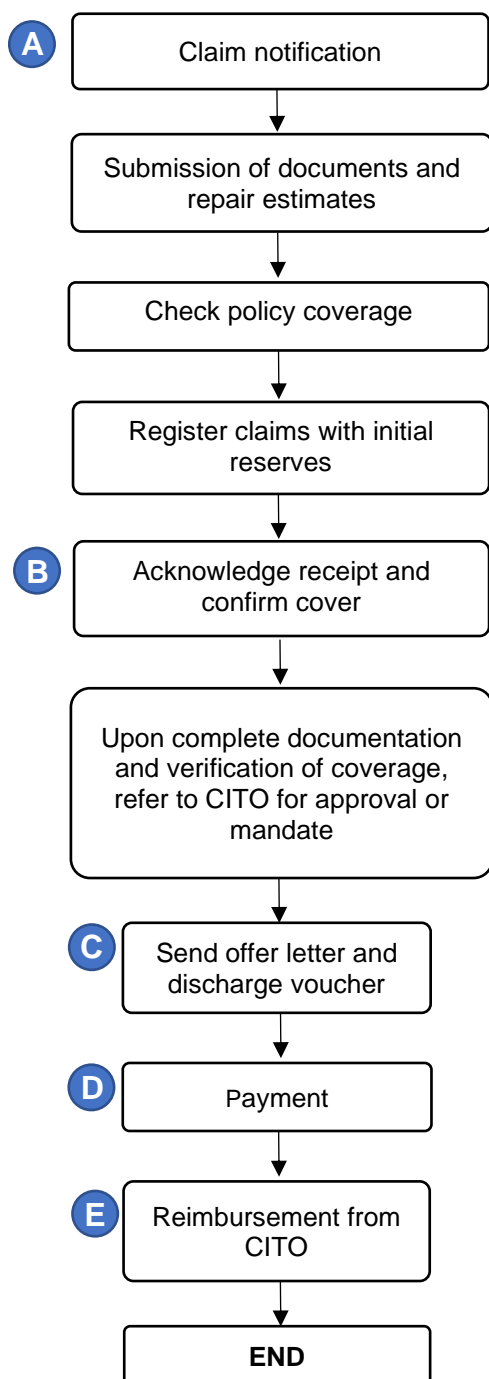 A
Claim notification
Submission of documents and
repair estimates
Check policy coverage
Register claims with initial
reserves
B
Acknowledge receipt and
confirm cover
Upon complete documentation
and verification of coverage,
refer to CITO for approval or
mandate
C
Send offer letter and
discharge voucher
D
Payment
E
Reimbursement from
CITO
END